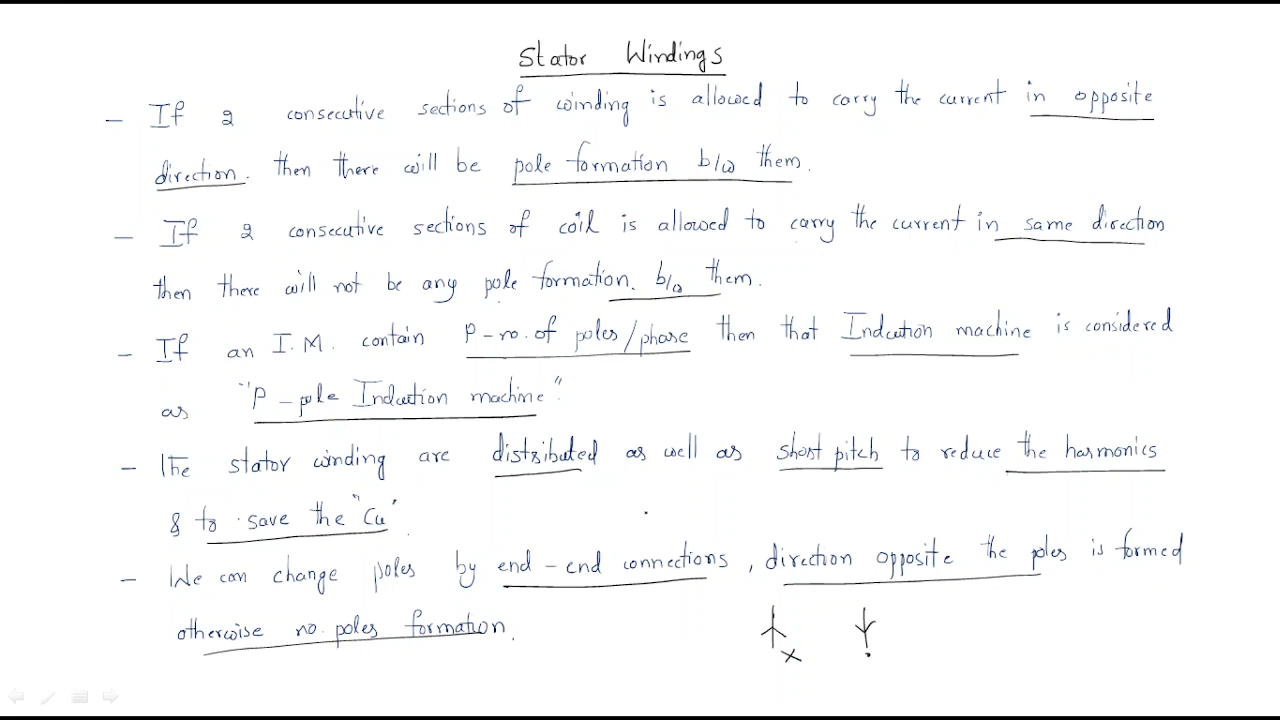 Stator Windings
- If 2 consecutive sections of winding is allowed to carry the current in opposite
direction. then there will be pole formation b/w them.
- If 2 consecutive sections of coil is allowed to carry the current in same direction
then there will not be any pole formation. b/w them.
- If an I.M. contain P-no. of poles/phase then that Induction machine is considered
as "P-pole Induction machine".
- The stator winding are distributed as well as short pitch to reduce the harmonics
& to save the "Cu".
- We can change poles by end-end connections, direction opposite the poles is formed
otherwise no. poles formation.